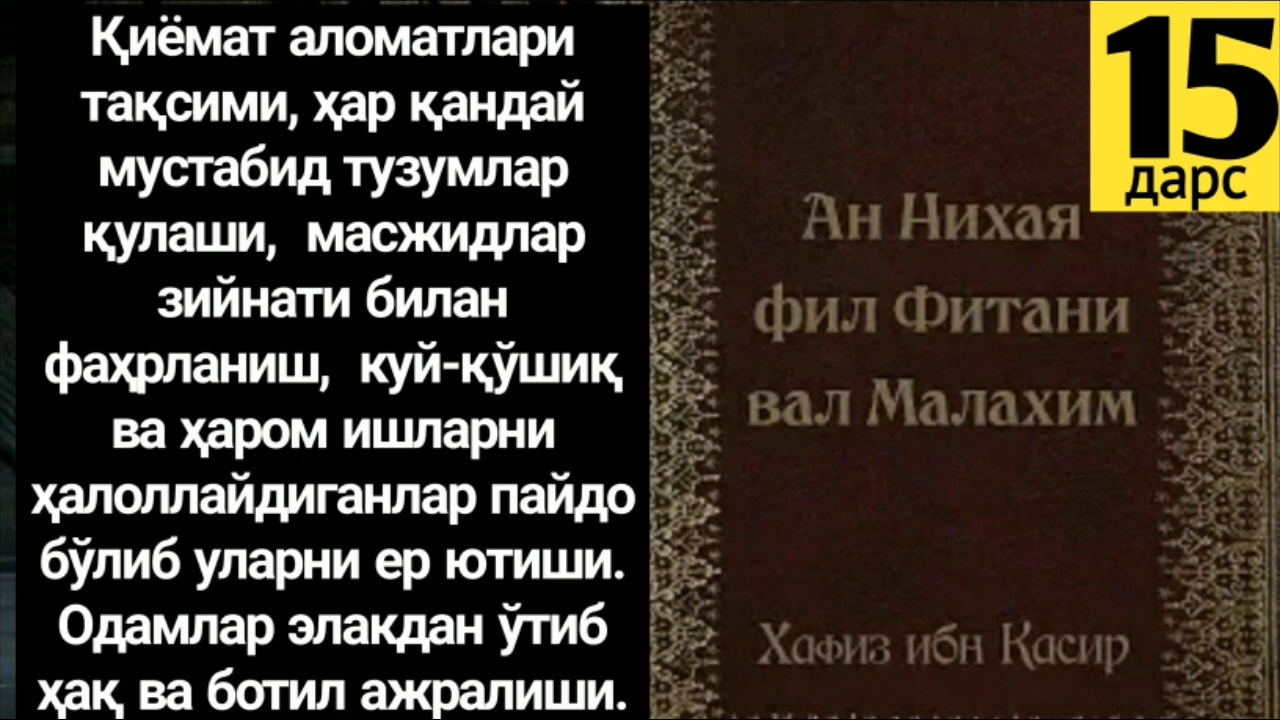 Қиёмат аломатлари
тақсими, ҳар қандай
мустабид тузумлар
қулаши, масжидлар
зийнати билан
фаҳрланиш, куй-қўшиқ
ва ҳаром ишларни
ҳалоллайдиганлар пайдо
бўлиб уларни ер ютиши.
Одамлар элакдан ўтиб
ҳақ ва ботил ажралиши.
15
дарс
Ан Нихая
фил Фитани
вал Малахим
Хафиз ибн Касир